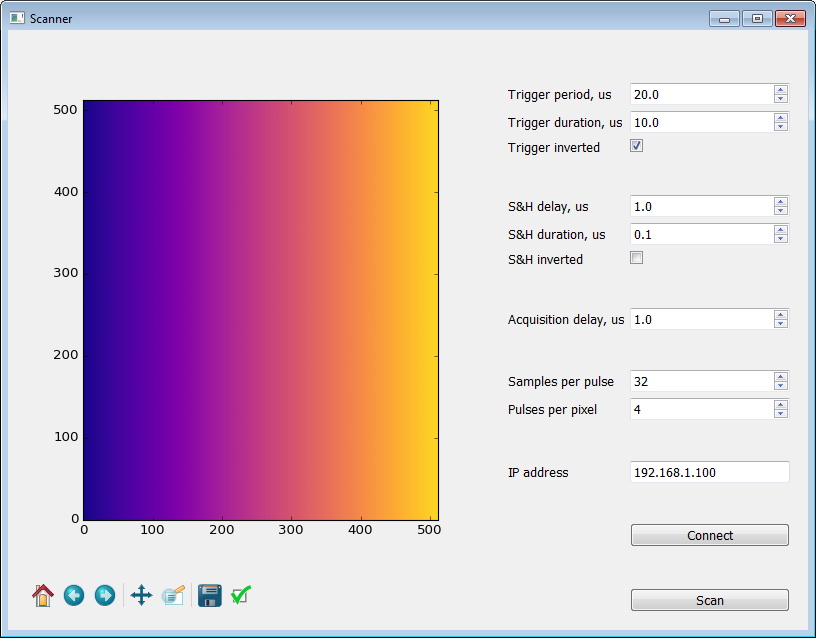 Scanner
500
400
300
200
100
0
0 100 200 300 400 500
Trigger period, us 20.0
Trigger duration, us 10.0
Trigger inverted
S&H delay, us 1.0
S&H duration, us 0.1
S&H inverted
Acquisition delay, us 1.0
Samples per pulse 32
Pulses per pixel 4
IP address 192.168.1.100
Connect
Scan